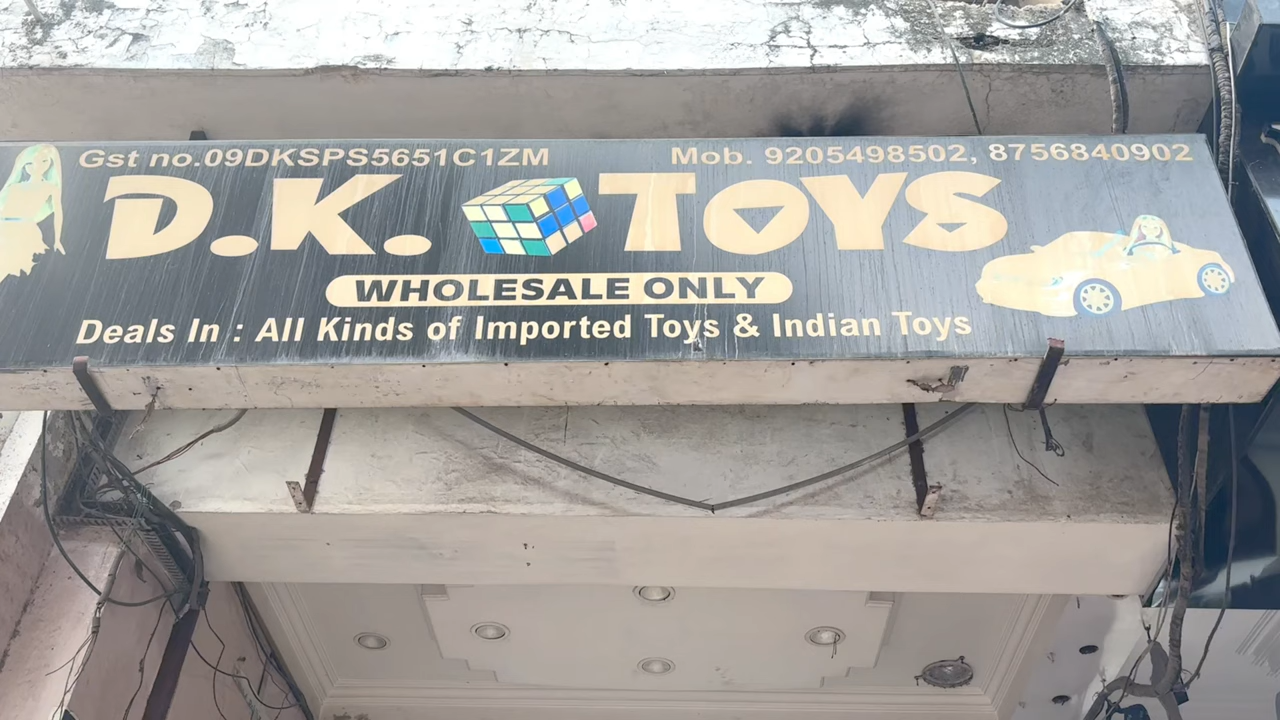 Gst no.09DKSPS5651C1ZM Mob. 9205498502, 8756840902
D.K. TOYS
WHOLESALE ONLY
Deals In : All Kinds of Imported Toys & Indian Toys